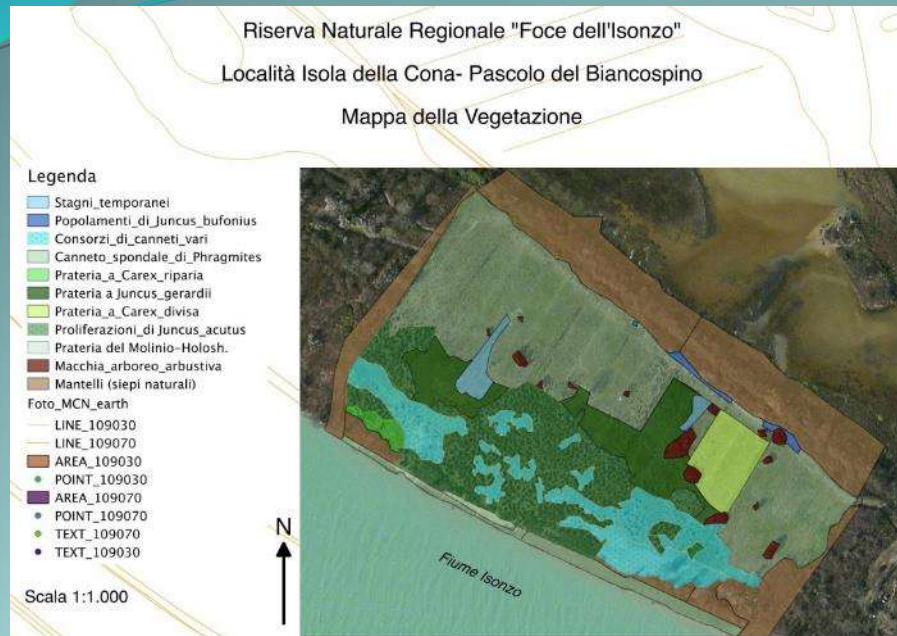 Riserva Naturale Regionale "Foce dell'Isonzo"
Località Isola della Cona- Pascolo del Biancospino
Mappa della Vegetazione
Legenda
Stagni_temporanei
Popolamenti_di_Juncus_bufonius
Consorzi_di_canneti_vari
Canneto_spondale_di_Phragmites
Prateria_a_Carex_riparia
Prateria a Juncus_gerardii
Prateria_a_Carex_divisa
Proliferazioni_di_Juncus_acutus
Prateria del Molinio-Holosh.
Macchia_arboreo_arbustiva
Mantelli (siepi naturali)
Foto_MCN_earth
LINE_109030
LINE_109070
AREA_109030
POINT_109030
AREA_109070
POINT_109070
TEXT_109070
TEXT_109030
Scala 1:1.000
N
Fiume Isonzo